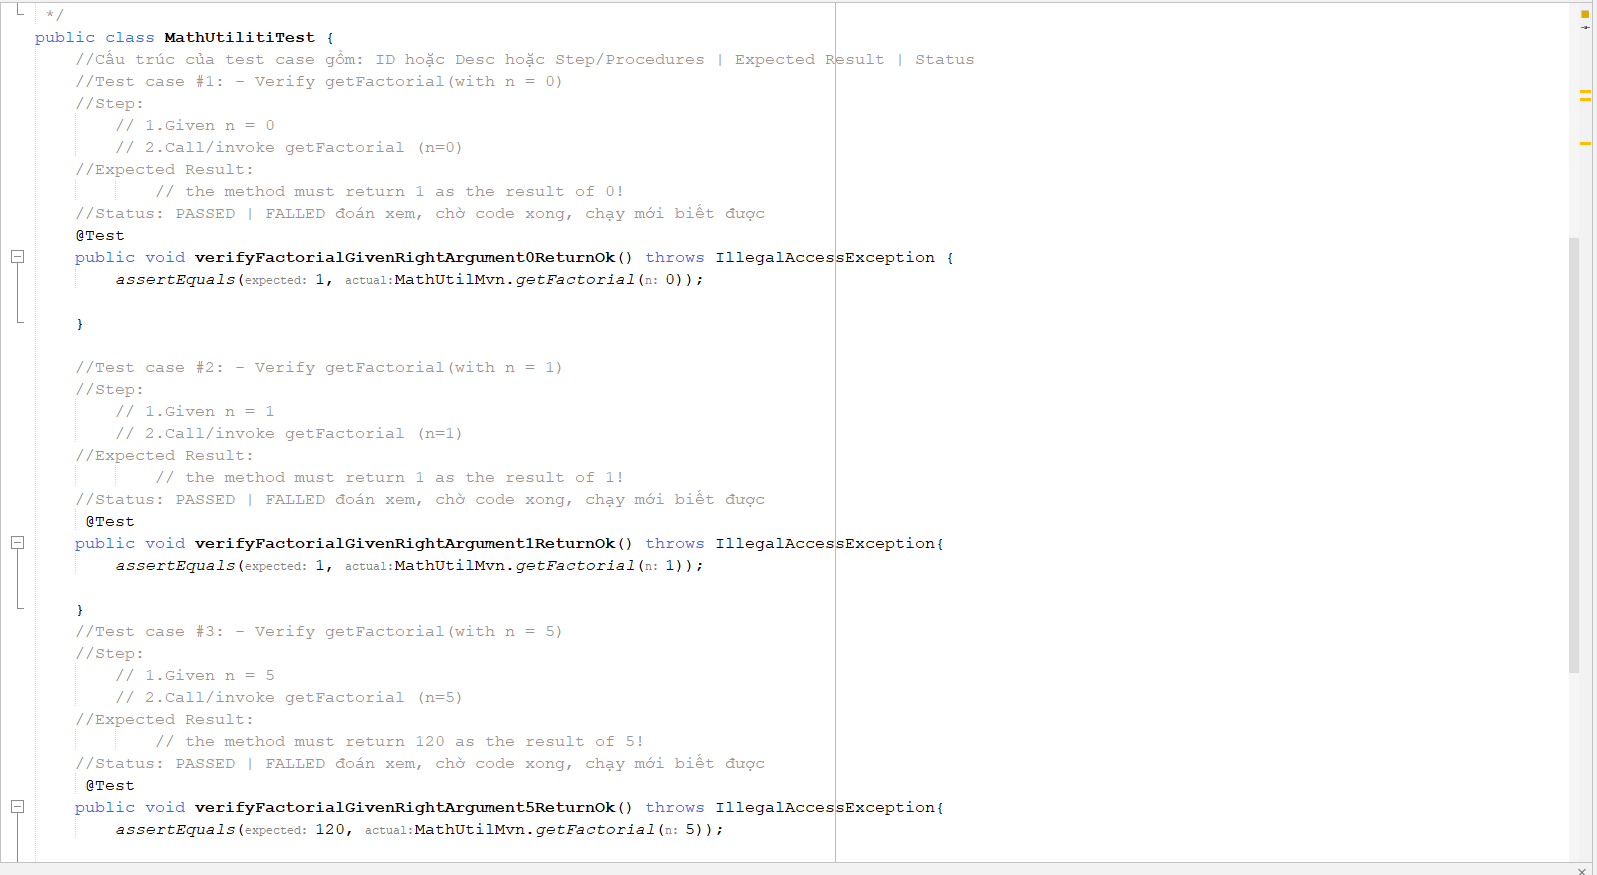 */
public class MathUtilitiTest {
//Cấu trúc của test case gồm: ID hoặc Desc hoặc Step/Procedures | Expected Result | Status
//Test case #1: - Verify getFactorial(with n = 0)
//Step:
// 1.Given n = 0
// 2.Call/invoke getFactorial (n=0)
//Expected Result:
// the method must return 1 as the result of 0!
//Status: PASSED | FALLED đoán xem, chờ code xong, chạy mới biết được
@Test
public void verifyFactorialGivenRightArgument0ReturnOk() throws IllegalAccessException {
assertEquals(expected: 1, actual:MathUtilMvn.getFactorial(n: 0));
}
//Test case #2: - Verify getFactorial(with n = 1)
//Step:
// 1.Given n = 1
// 2.Call/invoke getFactorial (n=1)
//Expected Result:
// the method must return 1 as the result of 1!
//Status: PASSED | FALLED đoán xem, chờ code xong, chạy mới biết được
@Test
public void verifyFactorialGivenRightArgument1ReturnOk() throws IllegalAccessException{
assertEquals(expected: 1, actual:MathUtilMvn.getFactorial(n: 1));
}
//Test case #3: - Verify getFactorial(with n = 5)
//Step:
// 1.Given n = 5
// 2.Call/invoke getFactorial (n=5)
//Expected Result:
// the method must return 120 as the result of 5!
//Status: PASSED | FALLED đoán xem, chờ code xong, chạy mới biết được
@Test
public void verifyFactorialGivenRightArgument5ReturnOk() throws IllegalAccessException{
assertEquals(expected: 120, actual:MathUtilMvn.getFactorial(n: 5));